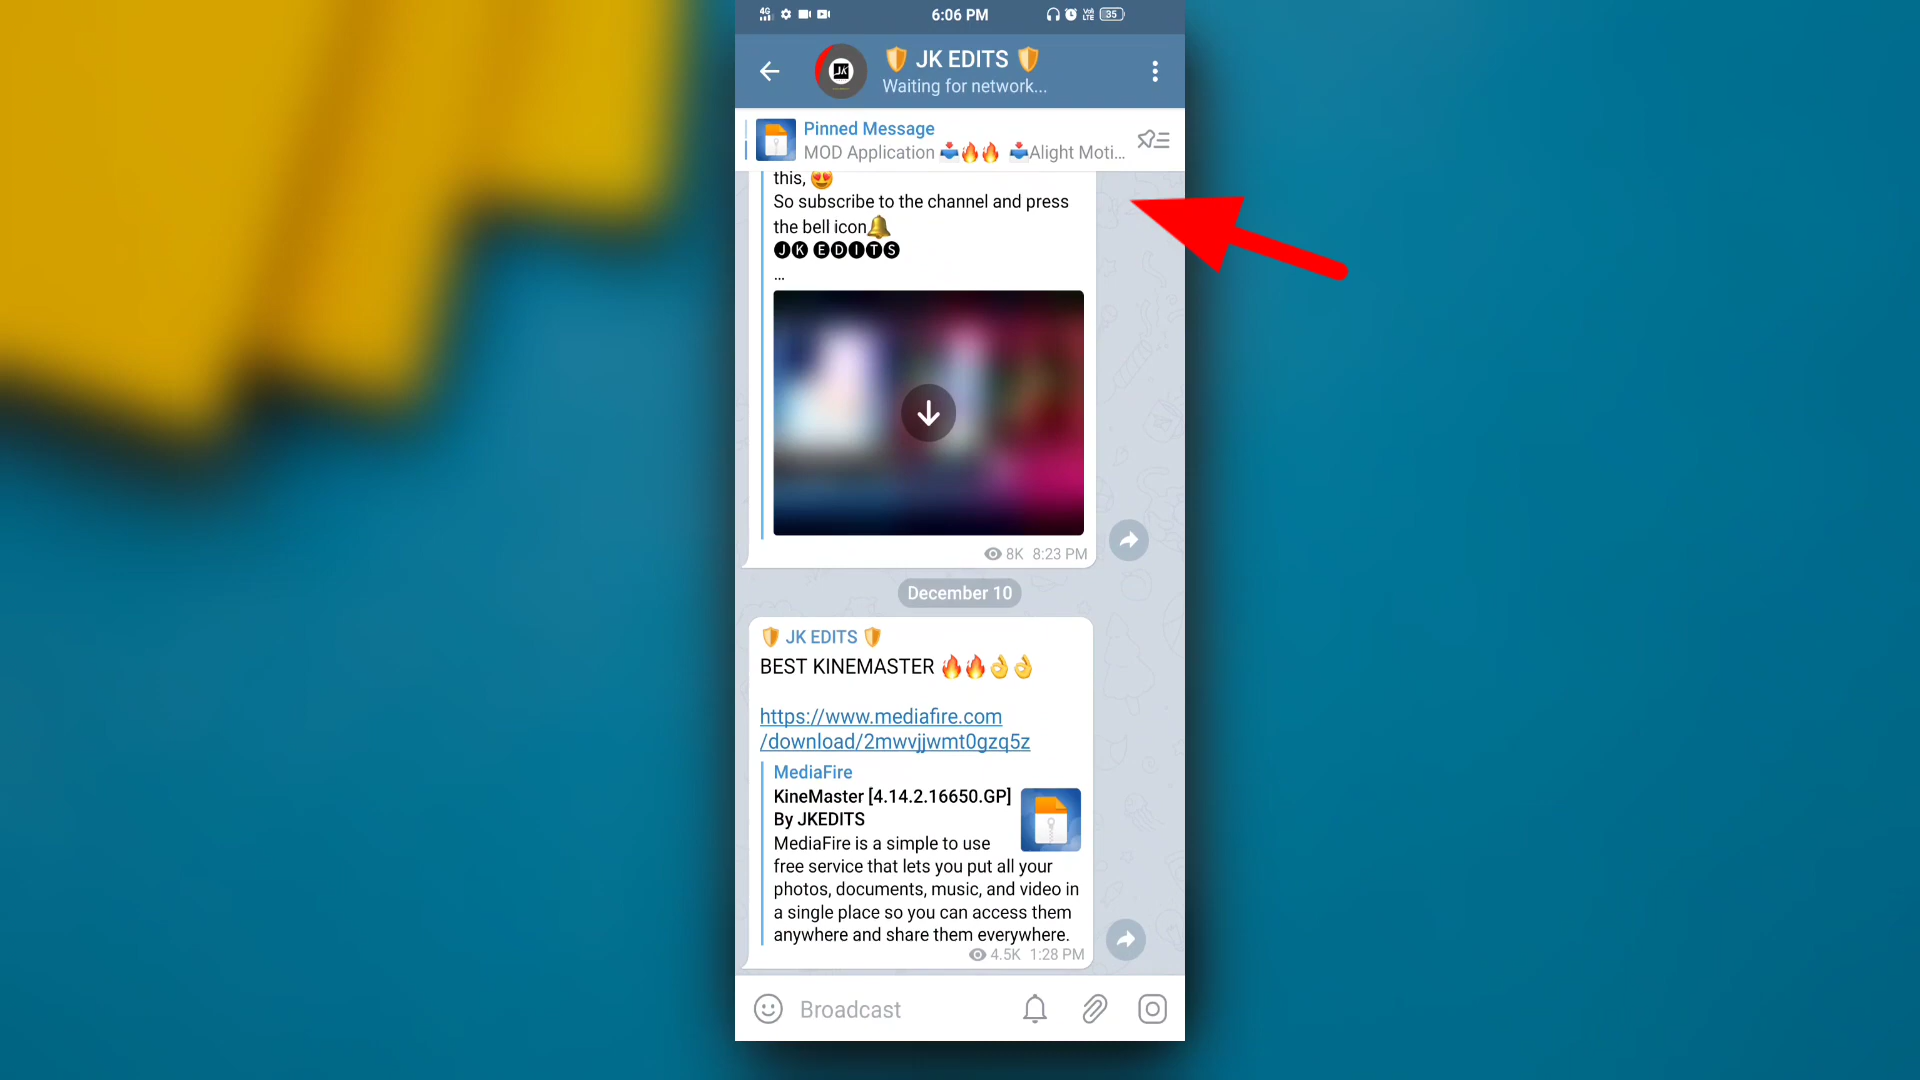 4G 6:06 PM Vo) LTE 35
🛡️ JK EDITS 🛡️
Waiting for network...
JK
Pinned Message
MOD Application 📥🔥🔥 📥Alight Moti...
this, 😍
So subscribe to the channel and press
the bell icon🔔
🅙🅚 🅔🅓🅘🅣🅢
...
8K 8:23 PM
December 10
🛡️ JK EDITS 🛡️
BEST KINEMASTER 🔥🔥👌👌
https://www.mediafire.com
/download/2mwvjjwmt0gzq5z
MediaFire
KineMaster [4.14.2.16650.GP]
By JKEDITS
MediaFire is a simple to use
free service that lets you put all your
photos, documents, music, and video in
a single place so you can access them
anywhere and share them everywhere.
4.5K 1:28 PM
Broadcast